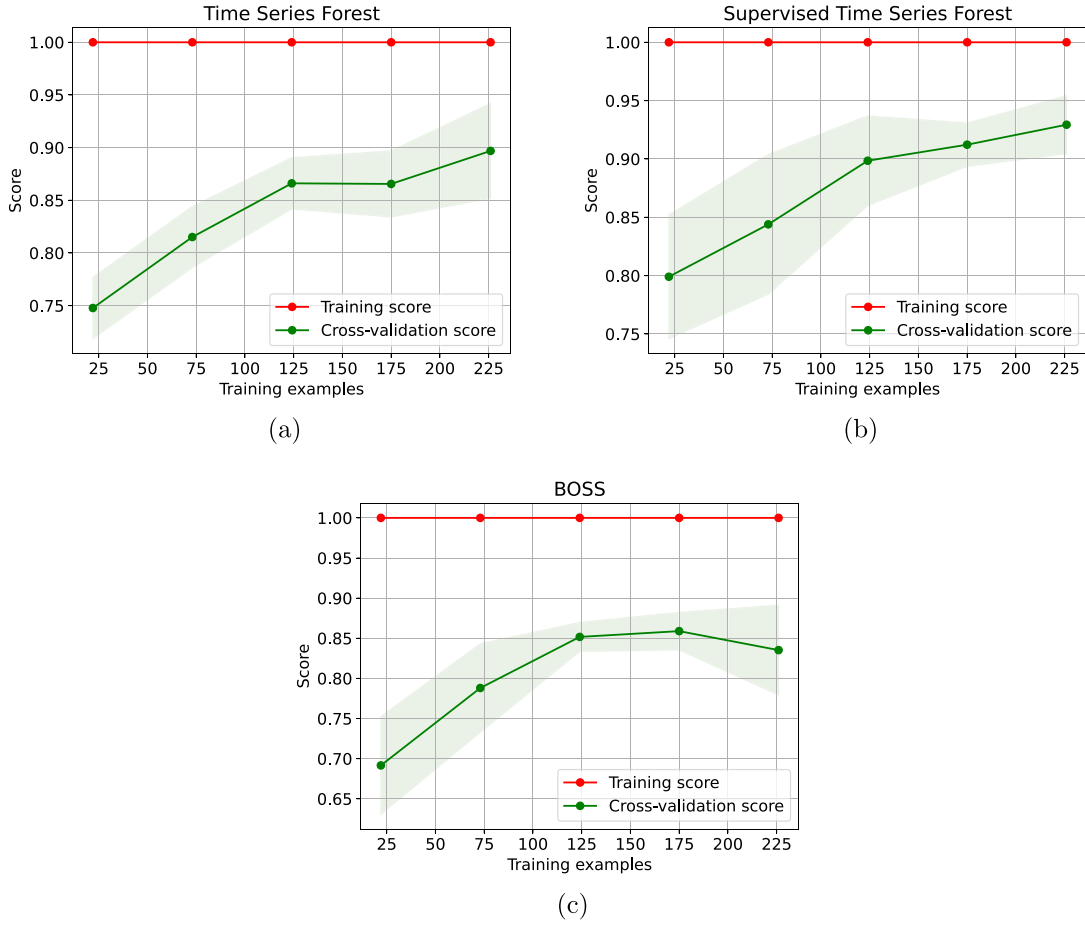 Time Series Forest
1.00
0.95
0.90
0.85
0.80
0.75
Score
Training score
Cross-validation score
25 50 75 100 125 150 175 200 225
Training examples
(a)
Supervised Time Series Forest
1.00
0.95
0.90
0.85
0.80
0.75
Score
Training score
Cross-validation score
25 50 75 100 125 150 175 200 225
Training examples
(b)
BOSS
1.00
0.95
0.90
0.85
0.80
0.75
0.70
0.65
Score
Training score
Cross-validation score
25 50 75 100 125 150 175 200 225
Training examples
(c)